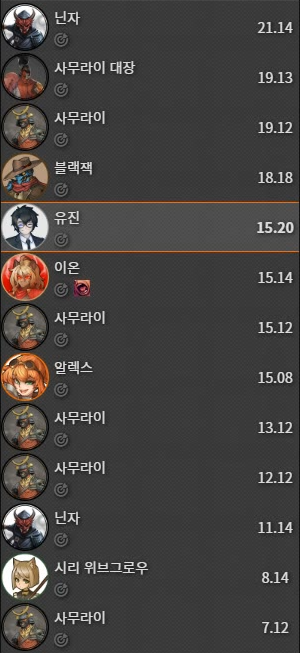 닌자
21.14
사무라이 대장
19.13
사무라이
19.12
블랙잭
18.18
유진
15.20
이온
15.14
사무라이
15.12
알렉스
15.08
사무라이
13.12
사무라이
12.12
닌자
11.14
시리 위브그로우
8.14
사무라이
7.12